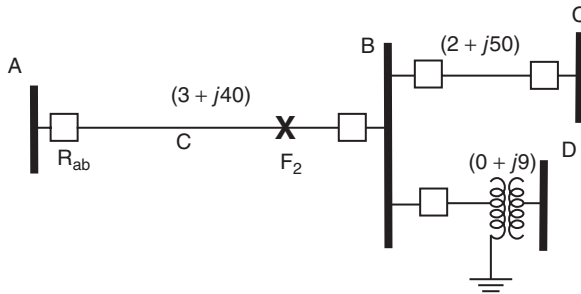 A
(3 + j40)
R_ab
C
F_2
B
(2 + j50)
C
D
(0 + j9)